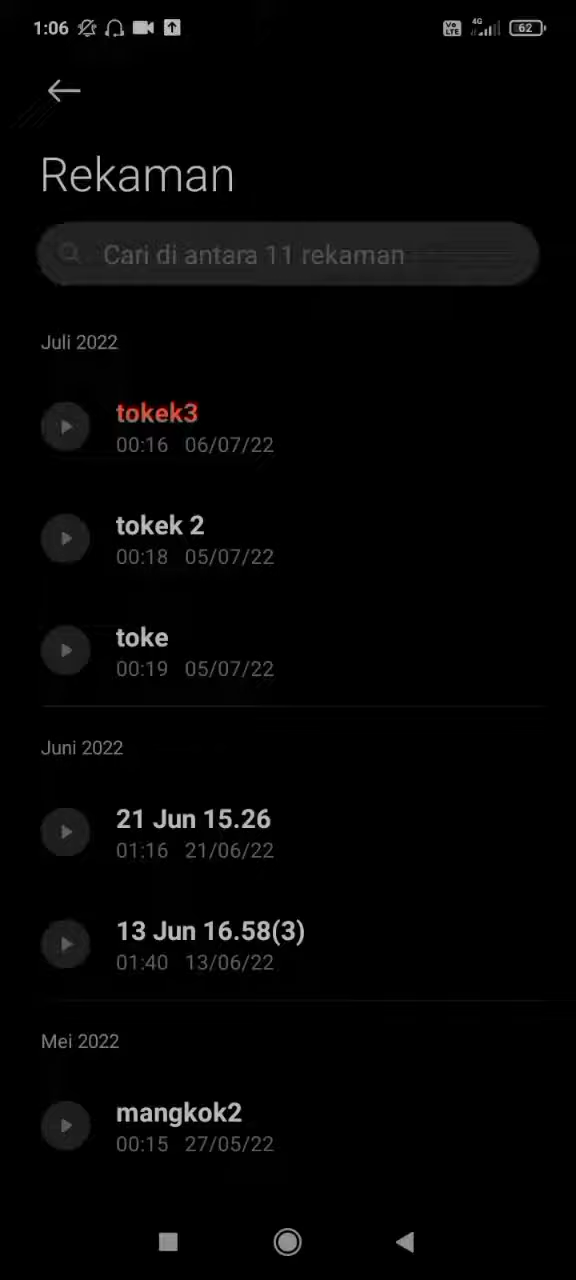 1:06
Vo LTE 4G 62
Rekaman
Cari di antara 11 rekaman
Juli 2022
tokek3
00:16 06/07/22
tokek 2
00:18 05/07/22
toke
00:19 05/07/22
Juni 2022
21 Jun 15.26
01:16 21/06/22
13 Jun 16.58(3)
01:40 13/06/22
Mei 2022
mangkok2
00:15 27/05/22